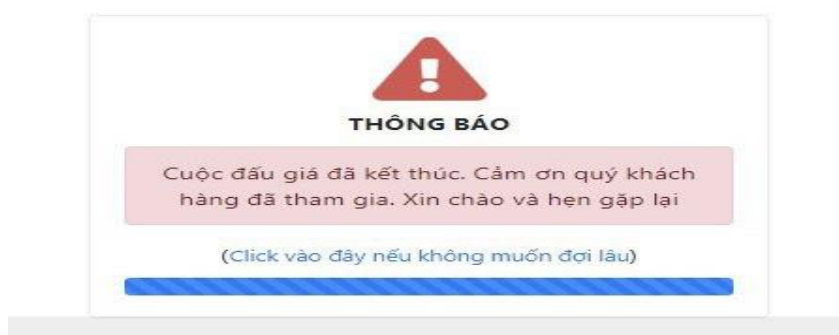 THÔNG BÁO
Cuộc đấu giá đã kết thúc. Cảm ơn quý khách
hàng đã tham gia. Xin chào và hẹn gặp lại
(Click vào đây nếu không muốn đợi lâu)